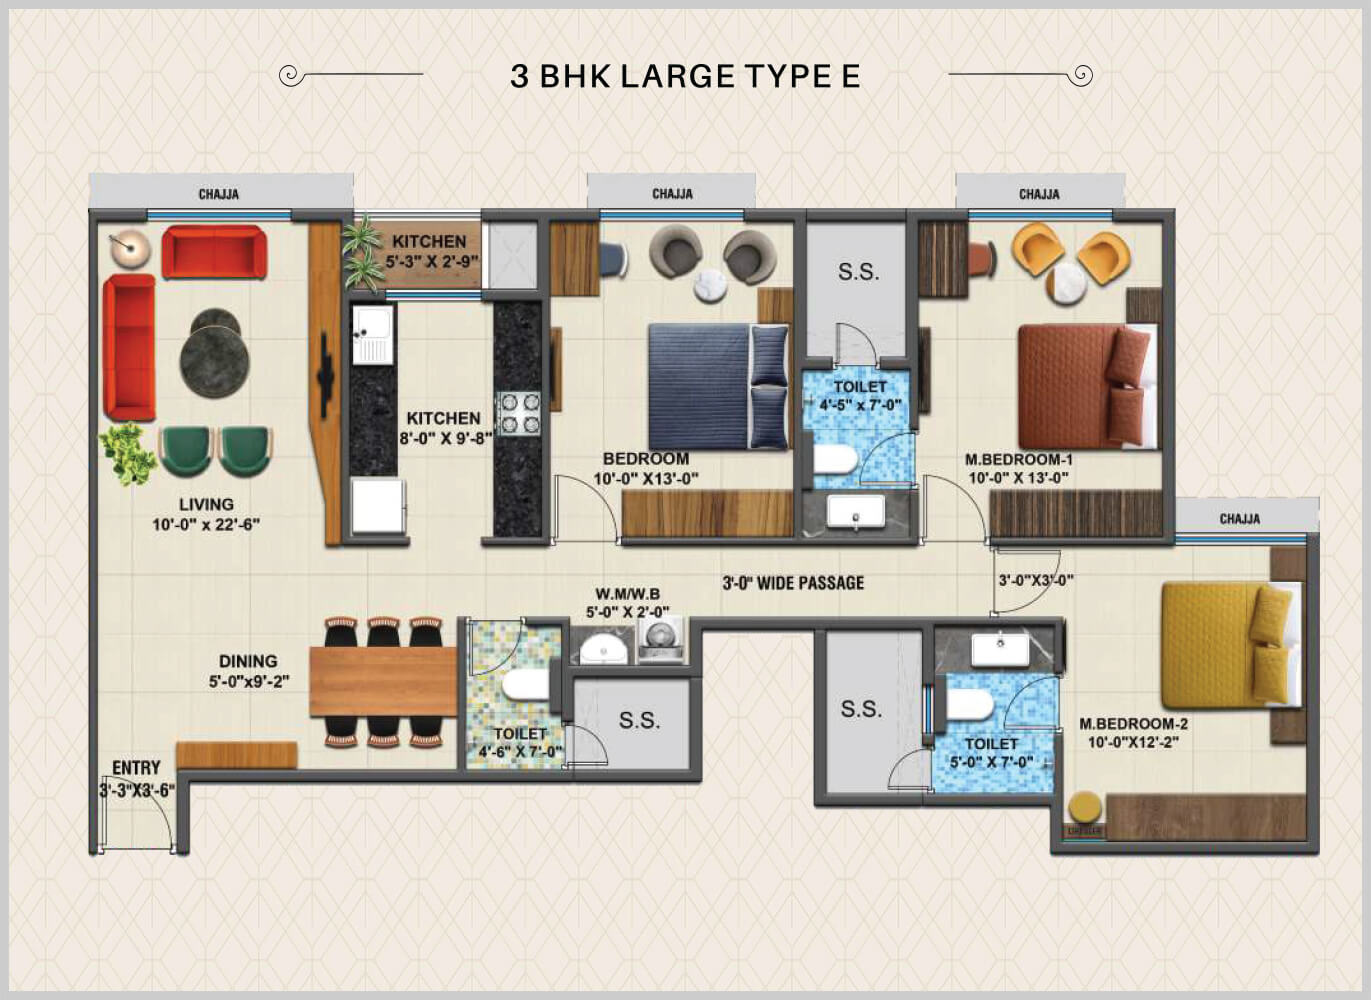 3 BHK LARGE TYPE E
CHAJJA
CHAJJA
CHAJJA
KITCHEN
5'-3" X 2'-9"
S.S.
TOILET
4'-5" x 7'-0"
KITCHEN
8'-0" X 9'-8"
BEDROOM
10'-0" X13'-0"
M.BEDROOM-1
10'-0" X 13'-0"
LIVING
10'-0" x 22'-6"
CHAJJA
3'-0" WIDE PASSAGE
3'-0"X3'-0"
W.M/W.B
5'-0" X 2'-0"
DINING
5'-0"x9'-2"
S.S.
S.S.
TOILET
4'-6" X 7'-0"
TOILET
5'-0" X 7'-0"
M.BEDROOM-2
10'-0"X12'-2"
ENTRY
3'-3"X3'-6"